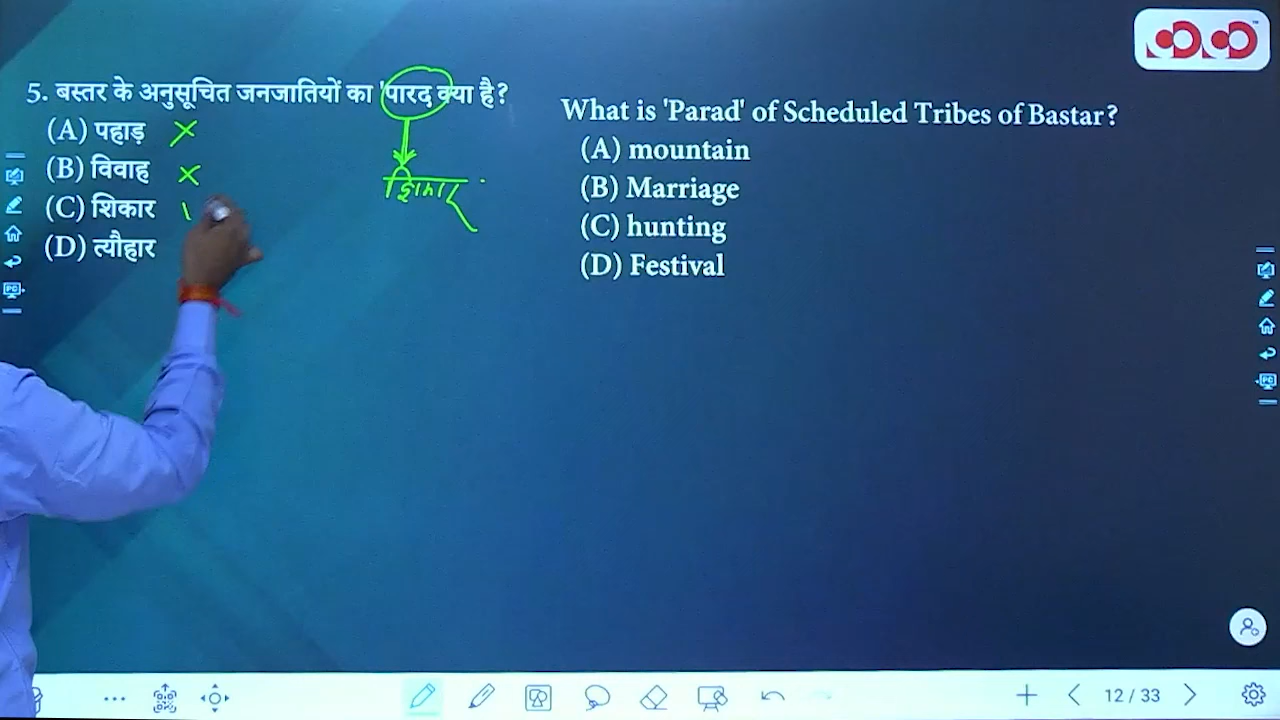 5. बस्तर के अनुसूचित जनजातियों का 'पारद क्या है?
(A) पहाड़
(B) विवाह
(C) शिकार
(D) त्यौहार
शिकार
What is 'Parad' of Scheduled Tribes of Bastar?
(A) mountain
(B) Marriage
(C) hunting
(D) Festival
12 / 33